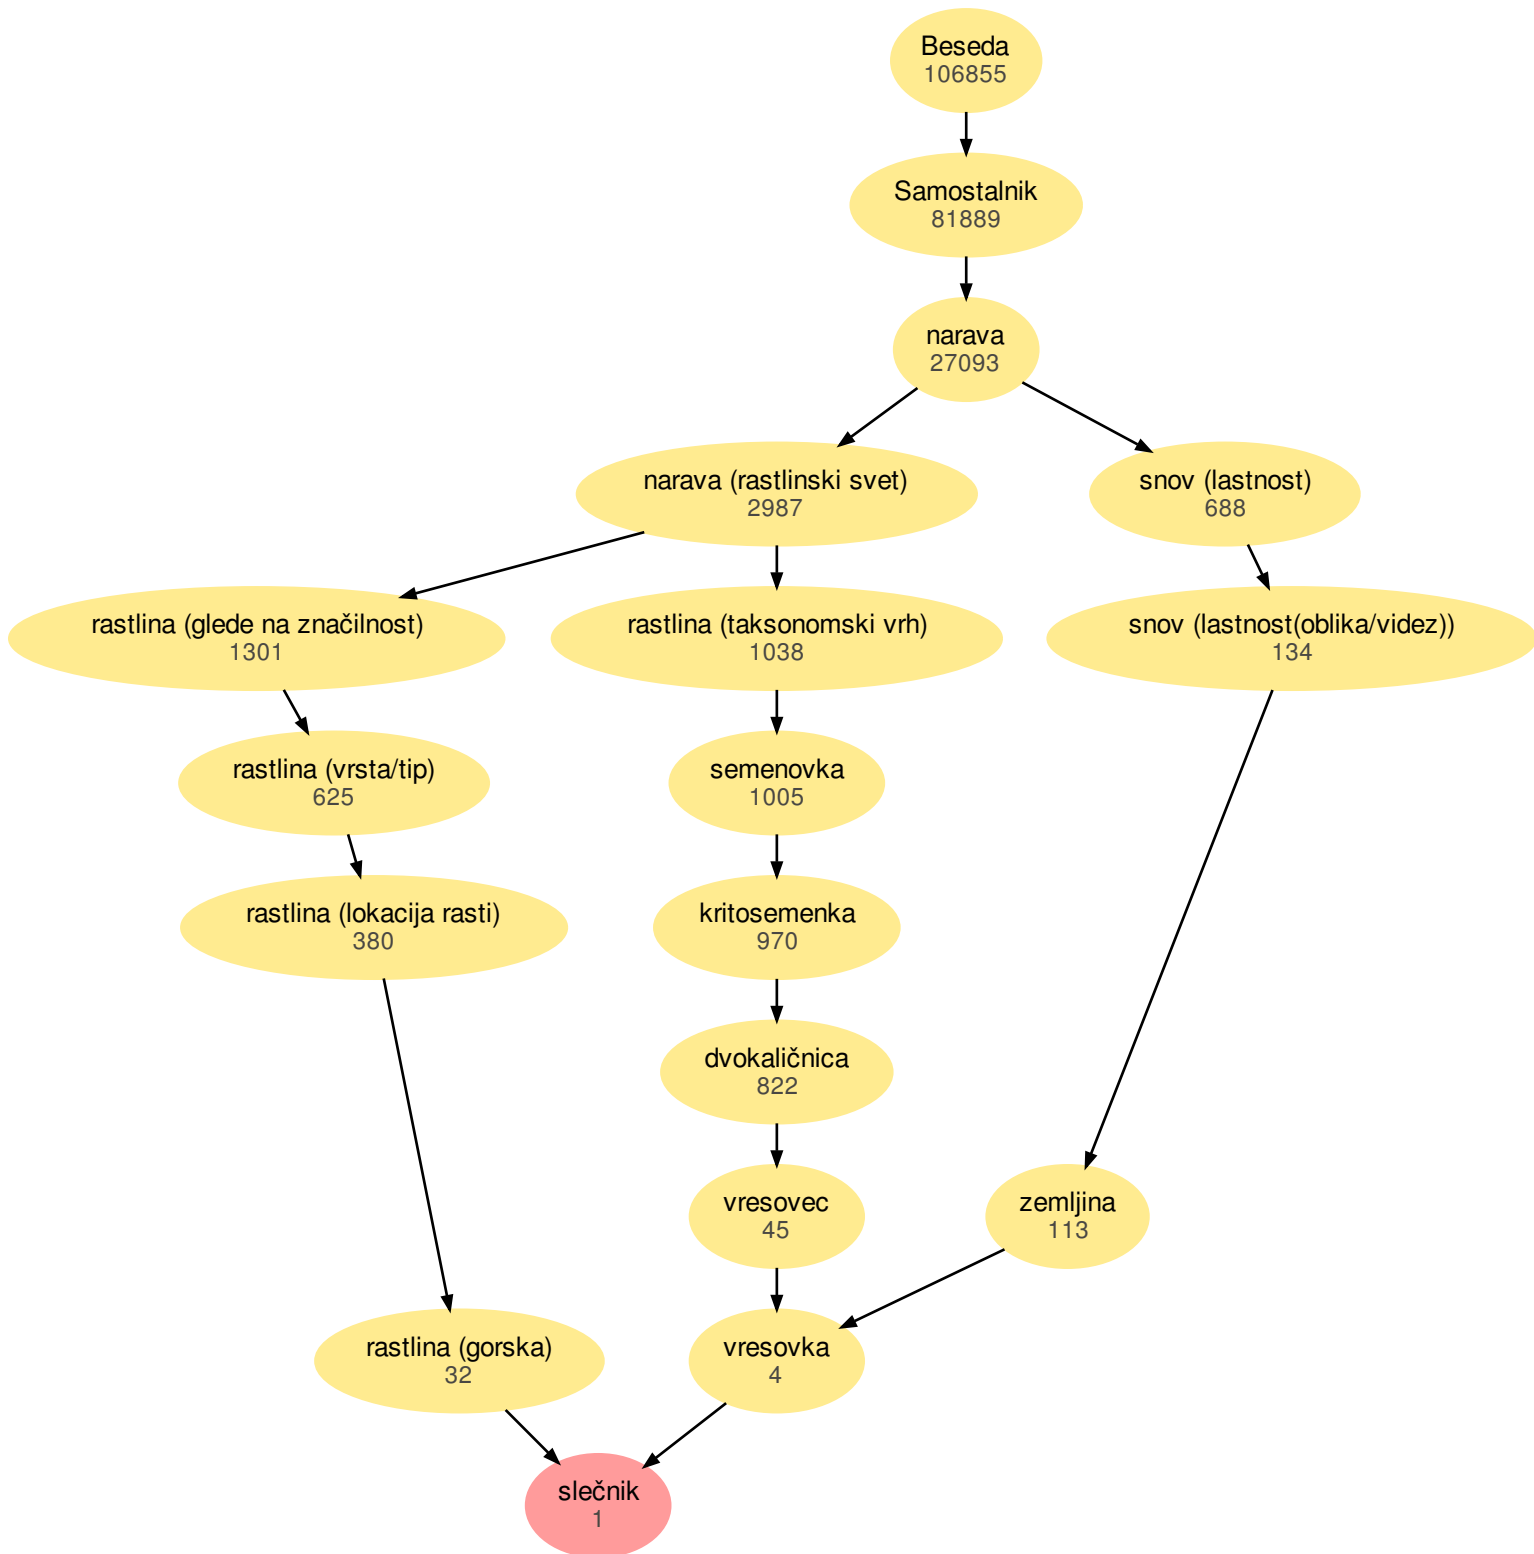 Beseda
106855
Samostalnik
81889
narava
27093
narava (rastlinski svet)
2987
snov (lastnost)
688
rastlina (glede na značilnost)
1301
rastlina (taksonomski vrh)
1038
snov (lastnost(oblika/videz))
134
rastlina (vrsta/tip)
625
semenovka
1005
rastlina (lokacija rasti)
380
kritosemenka
970
dvokaličnica
822
vresovec
45
zemljina
113
rastlina (gorska)
32
vresovka
4
slečnik
1